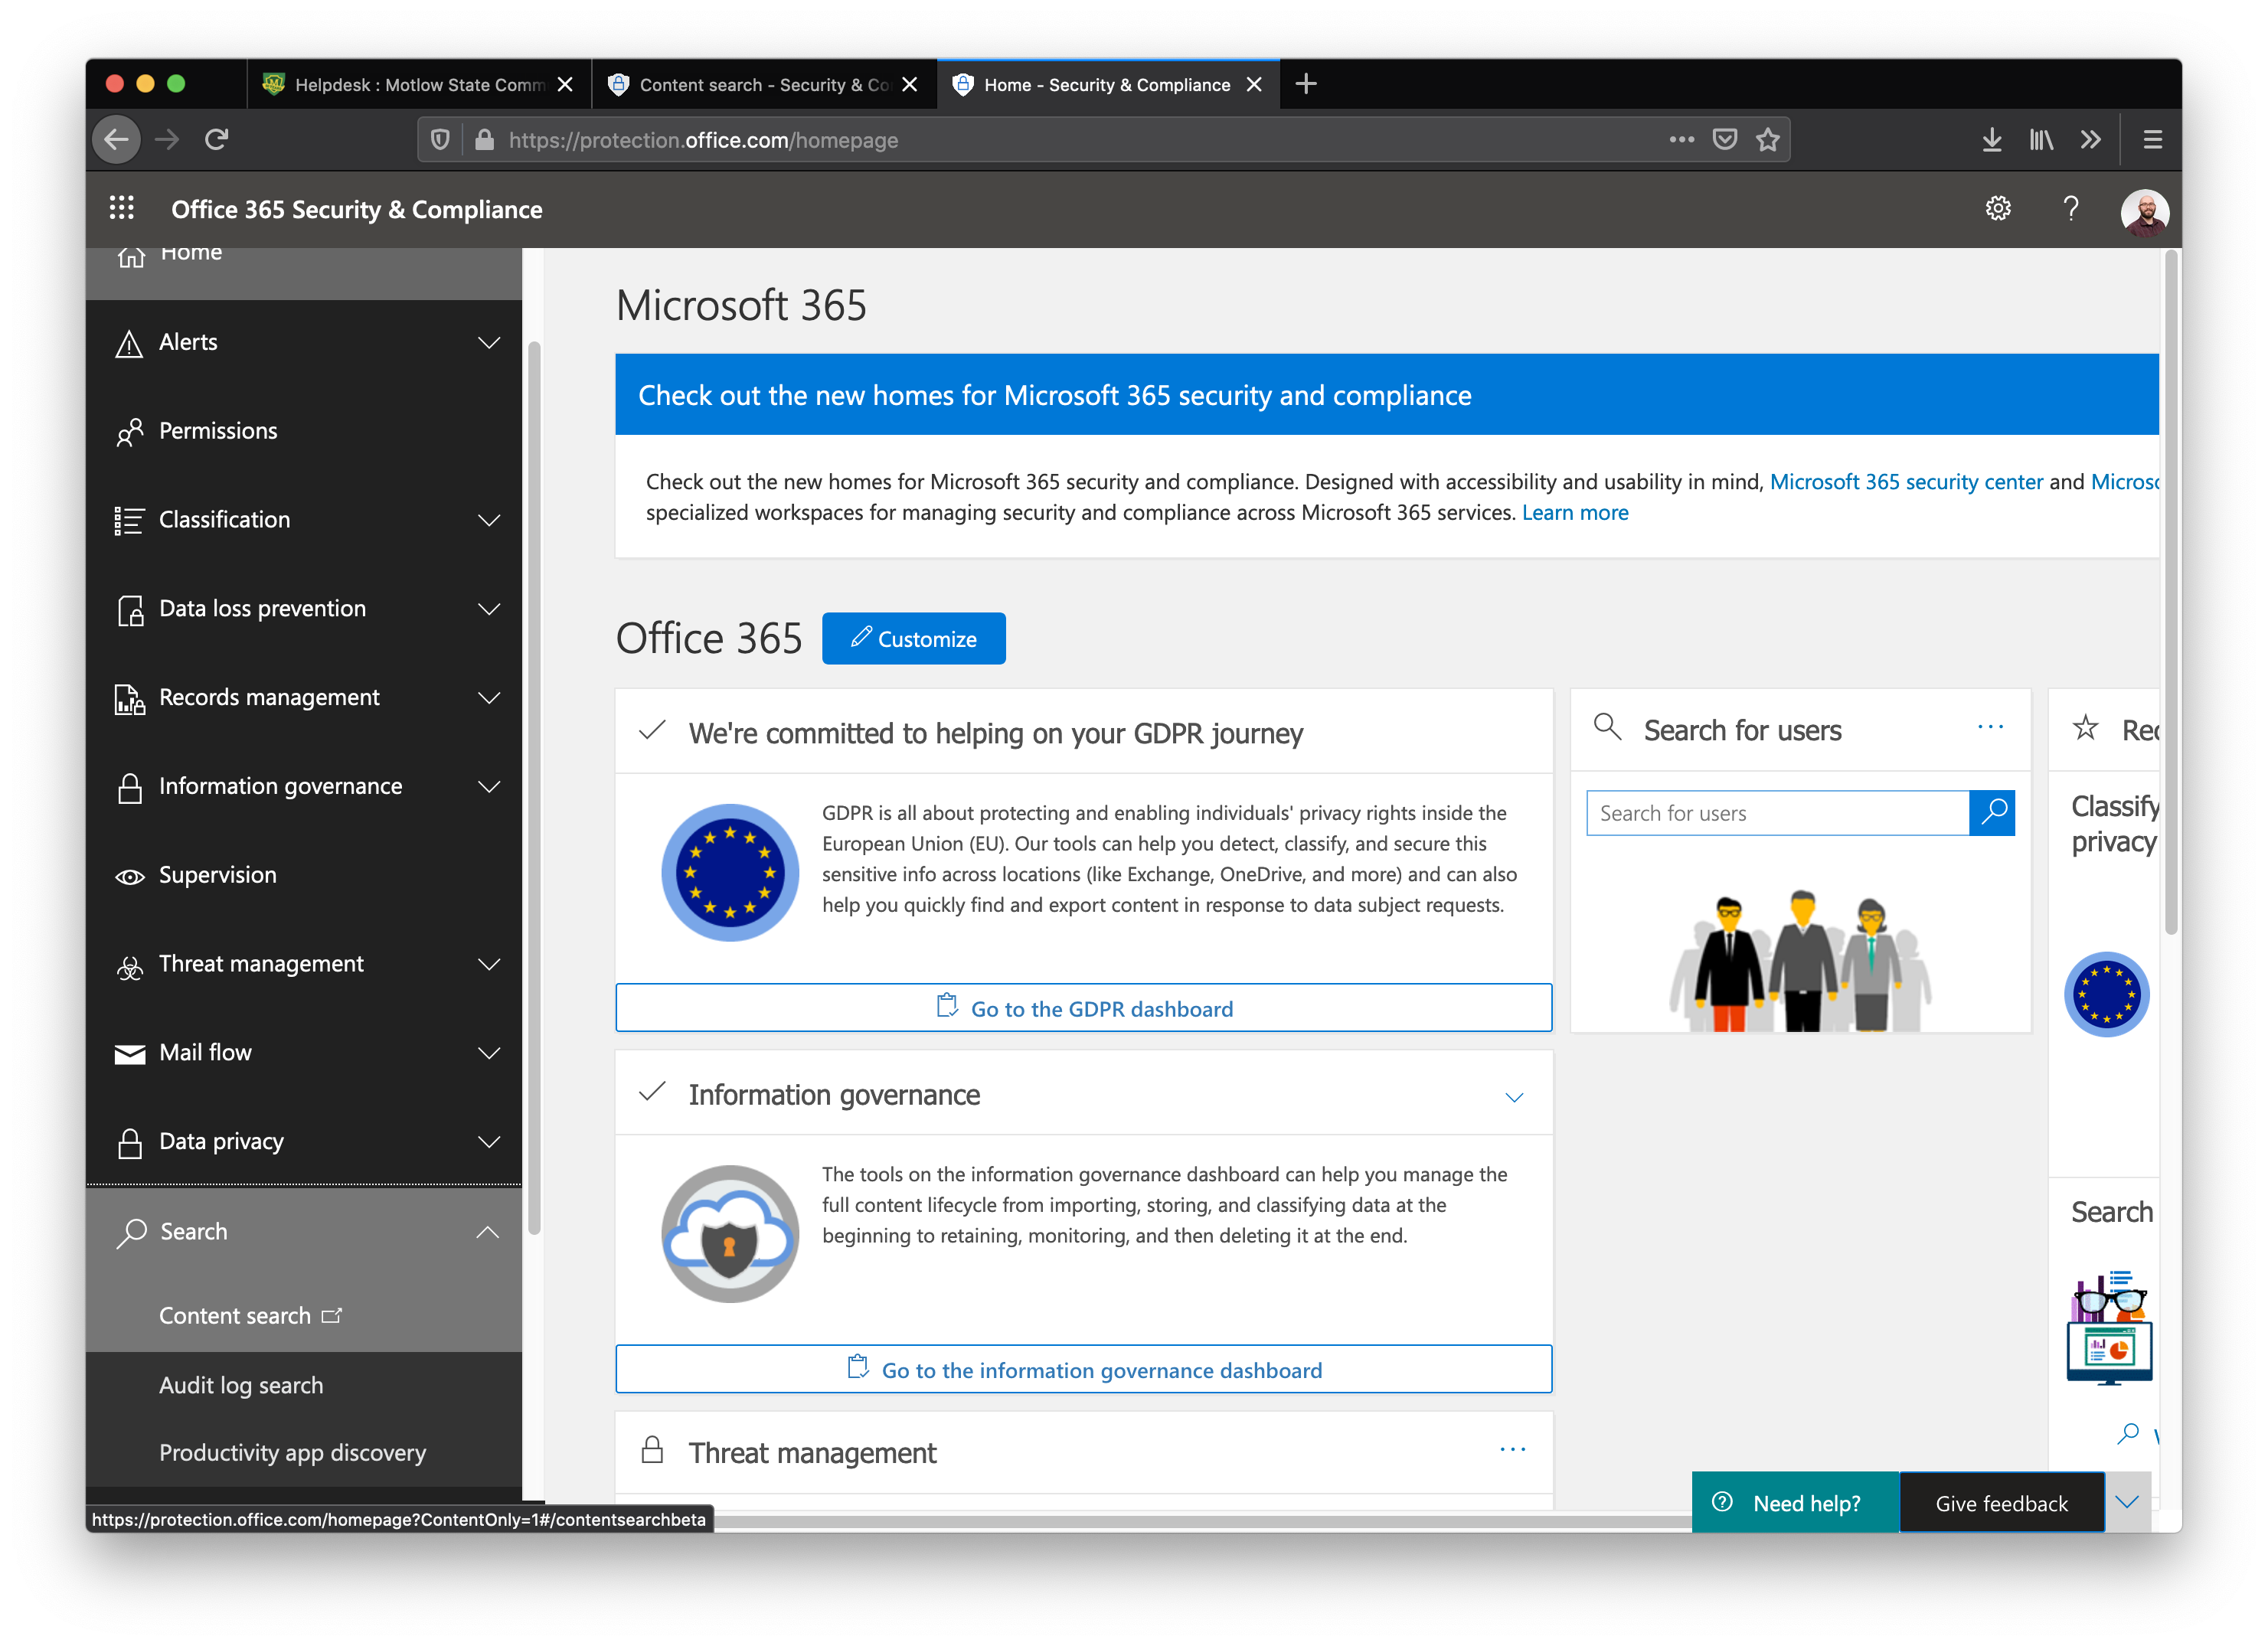 Helpdesk : Motlow State Comm
Content search - Security & Co
Home - Security & Compliance
https://protection.office.com/homepage
Office 365 Security & Compliance
Home
Alerts
Permissions
Classification
Data loss prevention
Records management
Information governance
Supervision
Threat management
Mail flow
Data privacy
Search
Content search
Audit log search
Productivity app discovery
https://protection.office.com/homepage?ContentOnly=1#/contentsearchbeta
Microsoft 365
Check out the new homes for Microsoft 365 security and compliance
Check out the new homes for Microsoft 365 security and compliance. Designed with accessibility and usability in mind, Microsoft 365 security center and Microso
specialized workspaces for managing security and compliance across Microsoft 365 services. Learn more
Office 365
Customize
We're committed to helping on your GDPR journey
GDPR is all about protecting and enabling individuals' privacy rights inside the
European Union (EU). Our tools can help you detect, classify, and secure this
sensitive info across locations (like Exchange, OneDrive, and more) and can also
help you quickly find and export content in response to data subject requests.
Go to the GDPR dashboard
Information governance
The tools on the information governance dashboard can help you manage the
full content lifecycle from importing, storing, and classifying data at the
beginning to retaining, monitoring, and then deleting it at the end.
Go to the information governance dashboard
Threat management
Search for users
Search for users
Rec
Classify
privacy
Search
Need help?
Give feedback